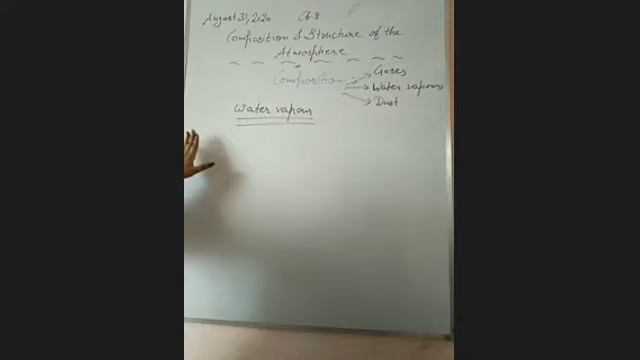 August 31, 2020 Ch-8
Composition & Structure of the
Atmosphere
Composition
Gases
Water vapours
Dust
Water vapour